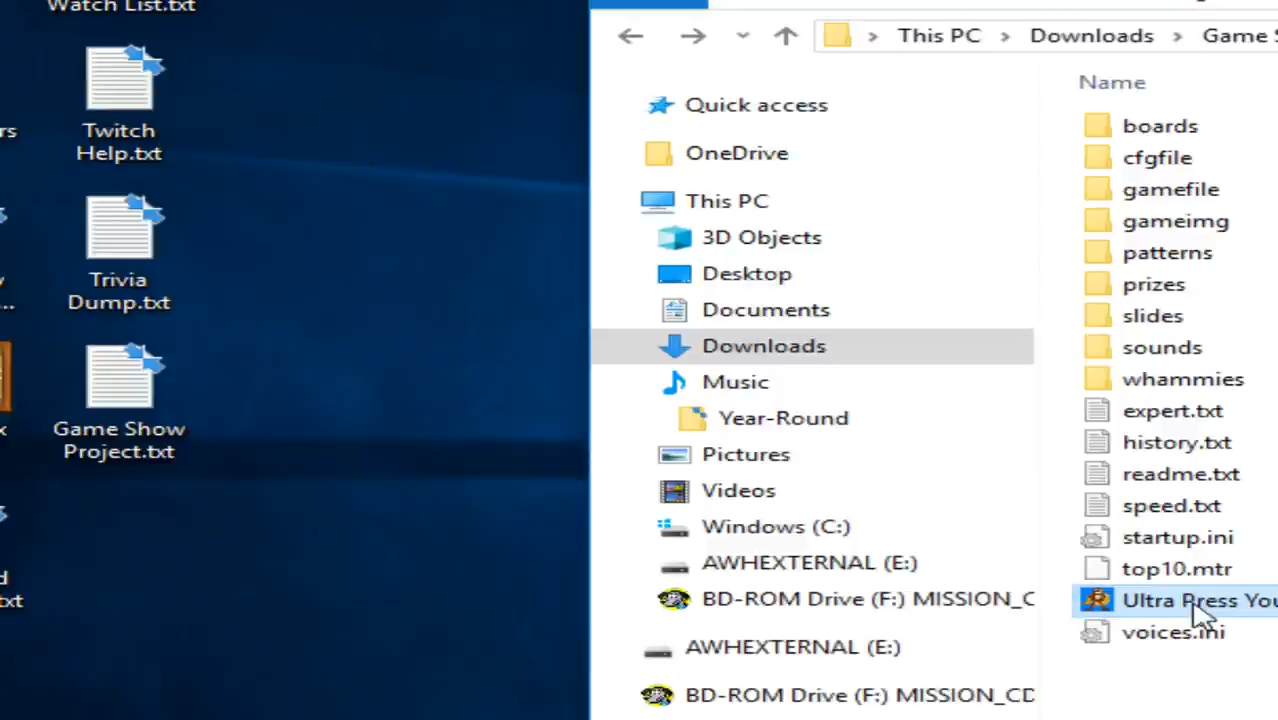 Watch List.txt
Twitch
Help.txt
Trivia
Dump.txt
Game Show
Project.txt
rs
...
txt
This PC > Downloads > Game S
Quick access
OneDrive
This PC
3D Objects
Desktop
Documents
Downloads
Music
Year-Round
Pictures
Videos
Windows (C:)
AWHEXTERNAL (E:)
BD-ROM Drive (F:) MISSION_C
AWHEXTERNAL (E:)
BD-ROM Drive (F:) MISSION_CD
Name
boards
cfgfile
gamefile
gameimg
patterns
prizes
slides
sounds
whammies
expert.txt
history.txt
readme.txt
speed.txt
startup.ini
top10.mtr
Ultra Press You
voices.ini